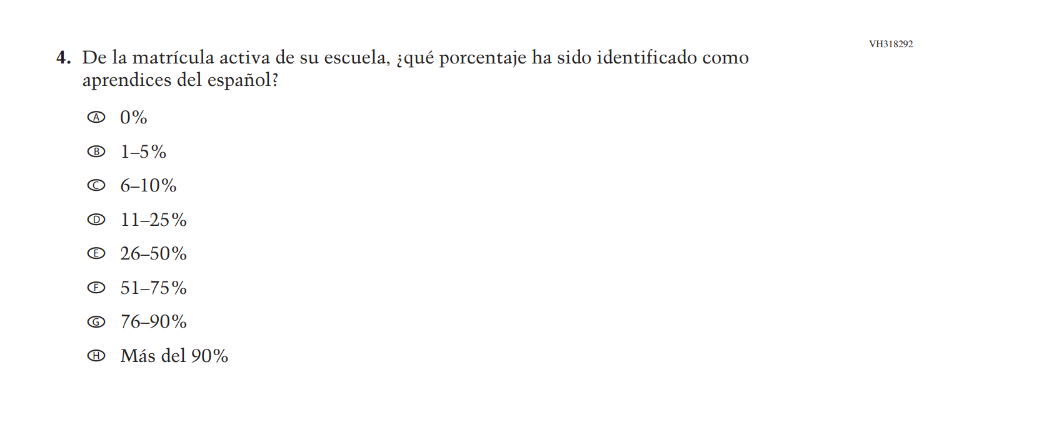 VH318292
4. De la matrícula activa de su escuela, ¿qué porcentaje ha sido identificado como
aprendices del español?
A 0%
B 1–5%
C 6–10%
D 11–25%
E 26–50%
F 51–75%
G 76–90%
H Más del 90%